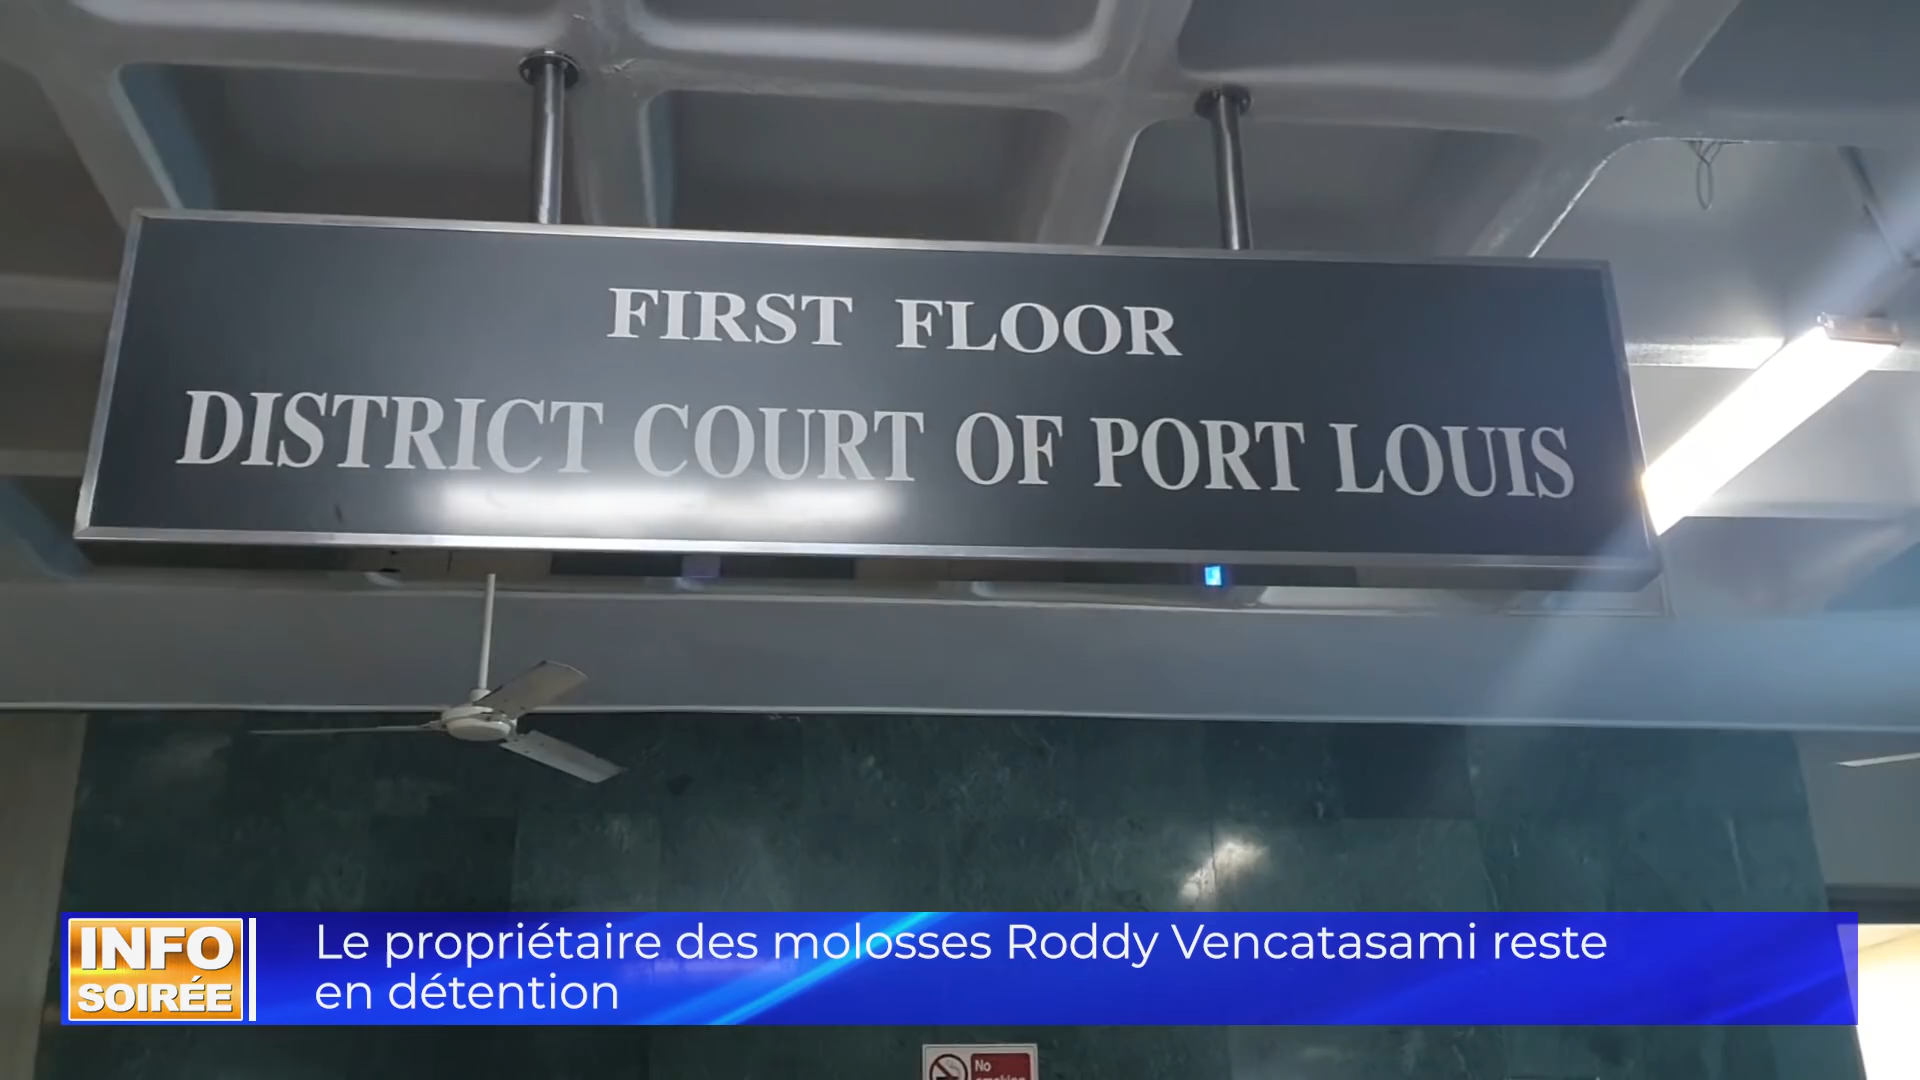 FIRST FLOOR
DISTRICT COURT OF PORT LOUIS
INFO
SOIRÉE
Le propriétaire des molosses Roddy Vencatasami reste
en détention
No